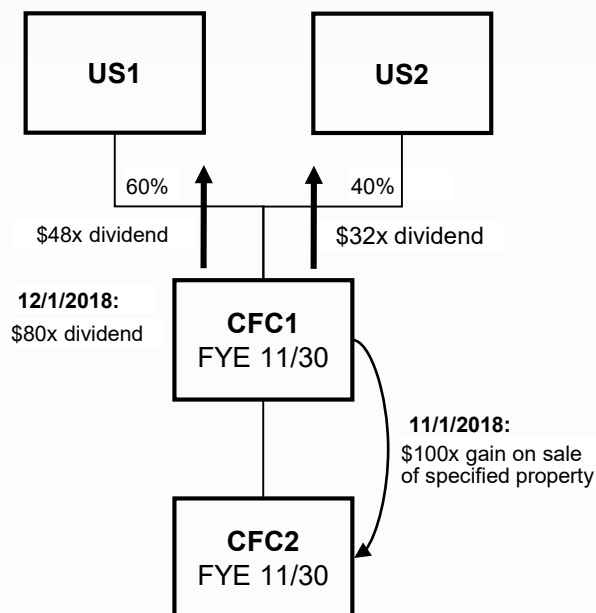 US1
US2
60%
40%
$48x dividend
$32x dividend
12/1/2018:
$80x dividend
CFC1
FYE 11/30
11/1/2018:
$100x gain on sale
of specified property
CFC2
FYE 11/30